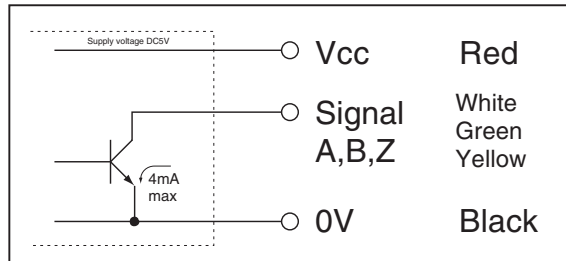 Supply voltage DC5V
Vcc Red
Signal White
A,B,Z Green
Yellow
4mA
max
0V Black